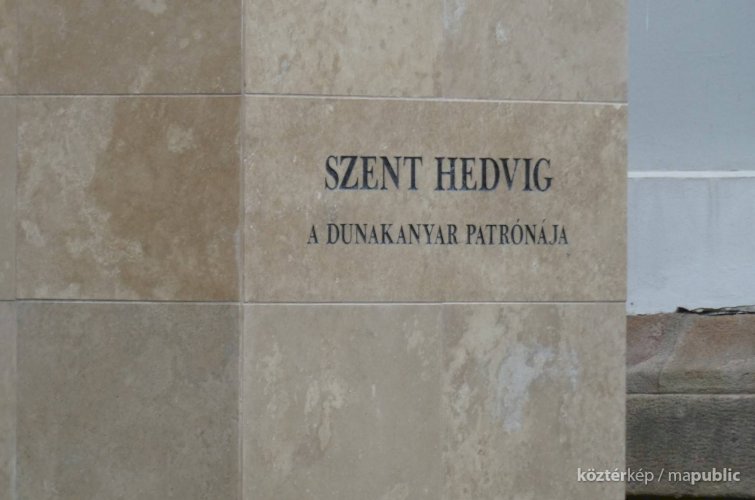 SZENT HEDVIG
A DUNAKANYAR PATRÓNÁJA
köztérkép / mapublic